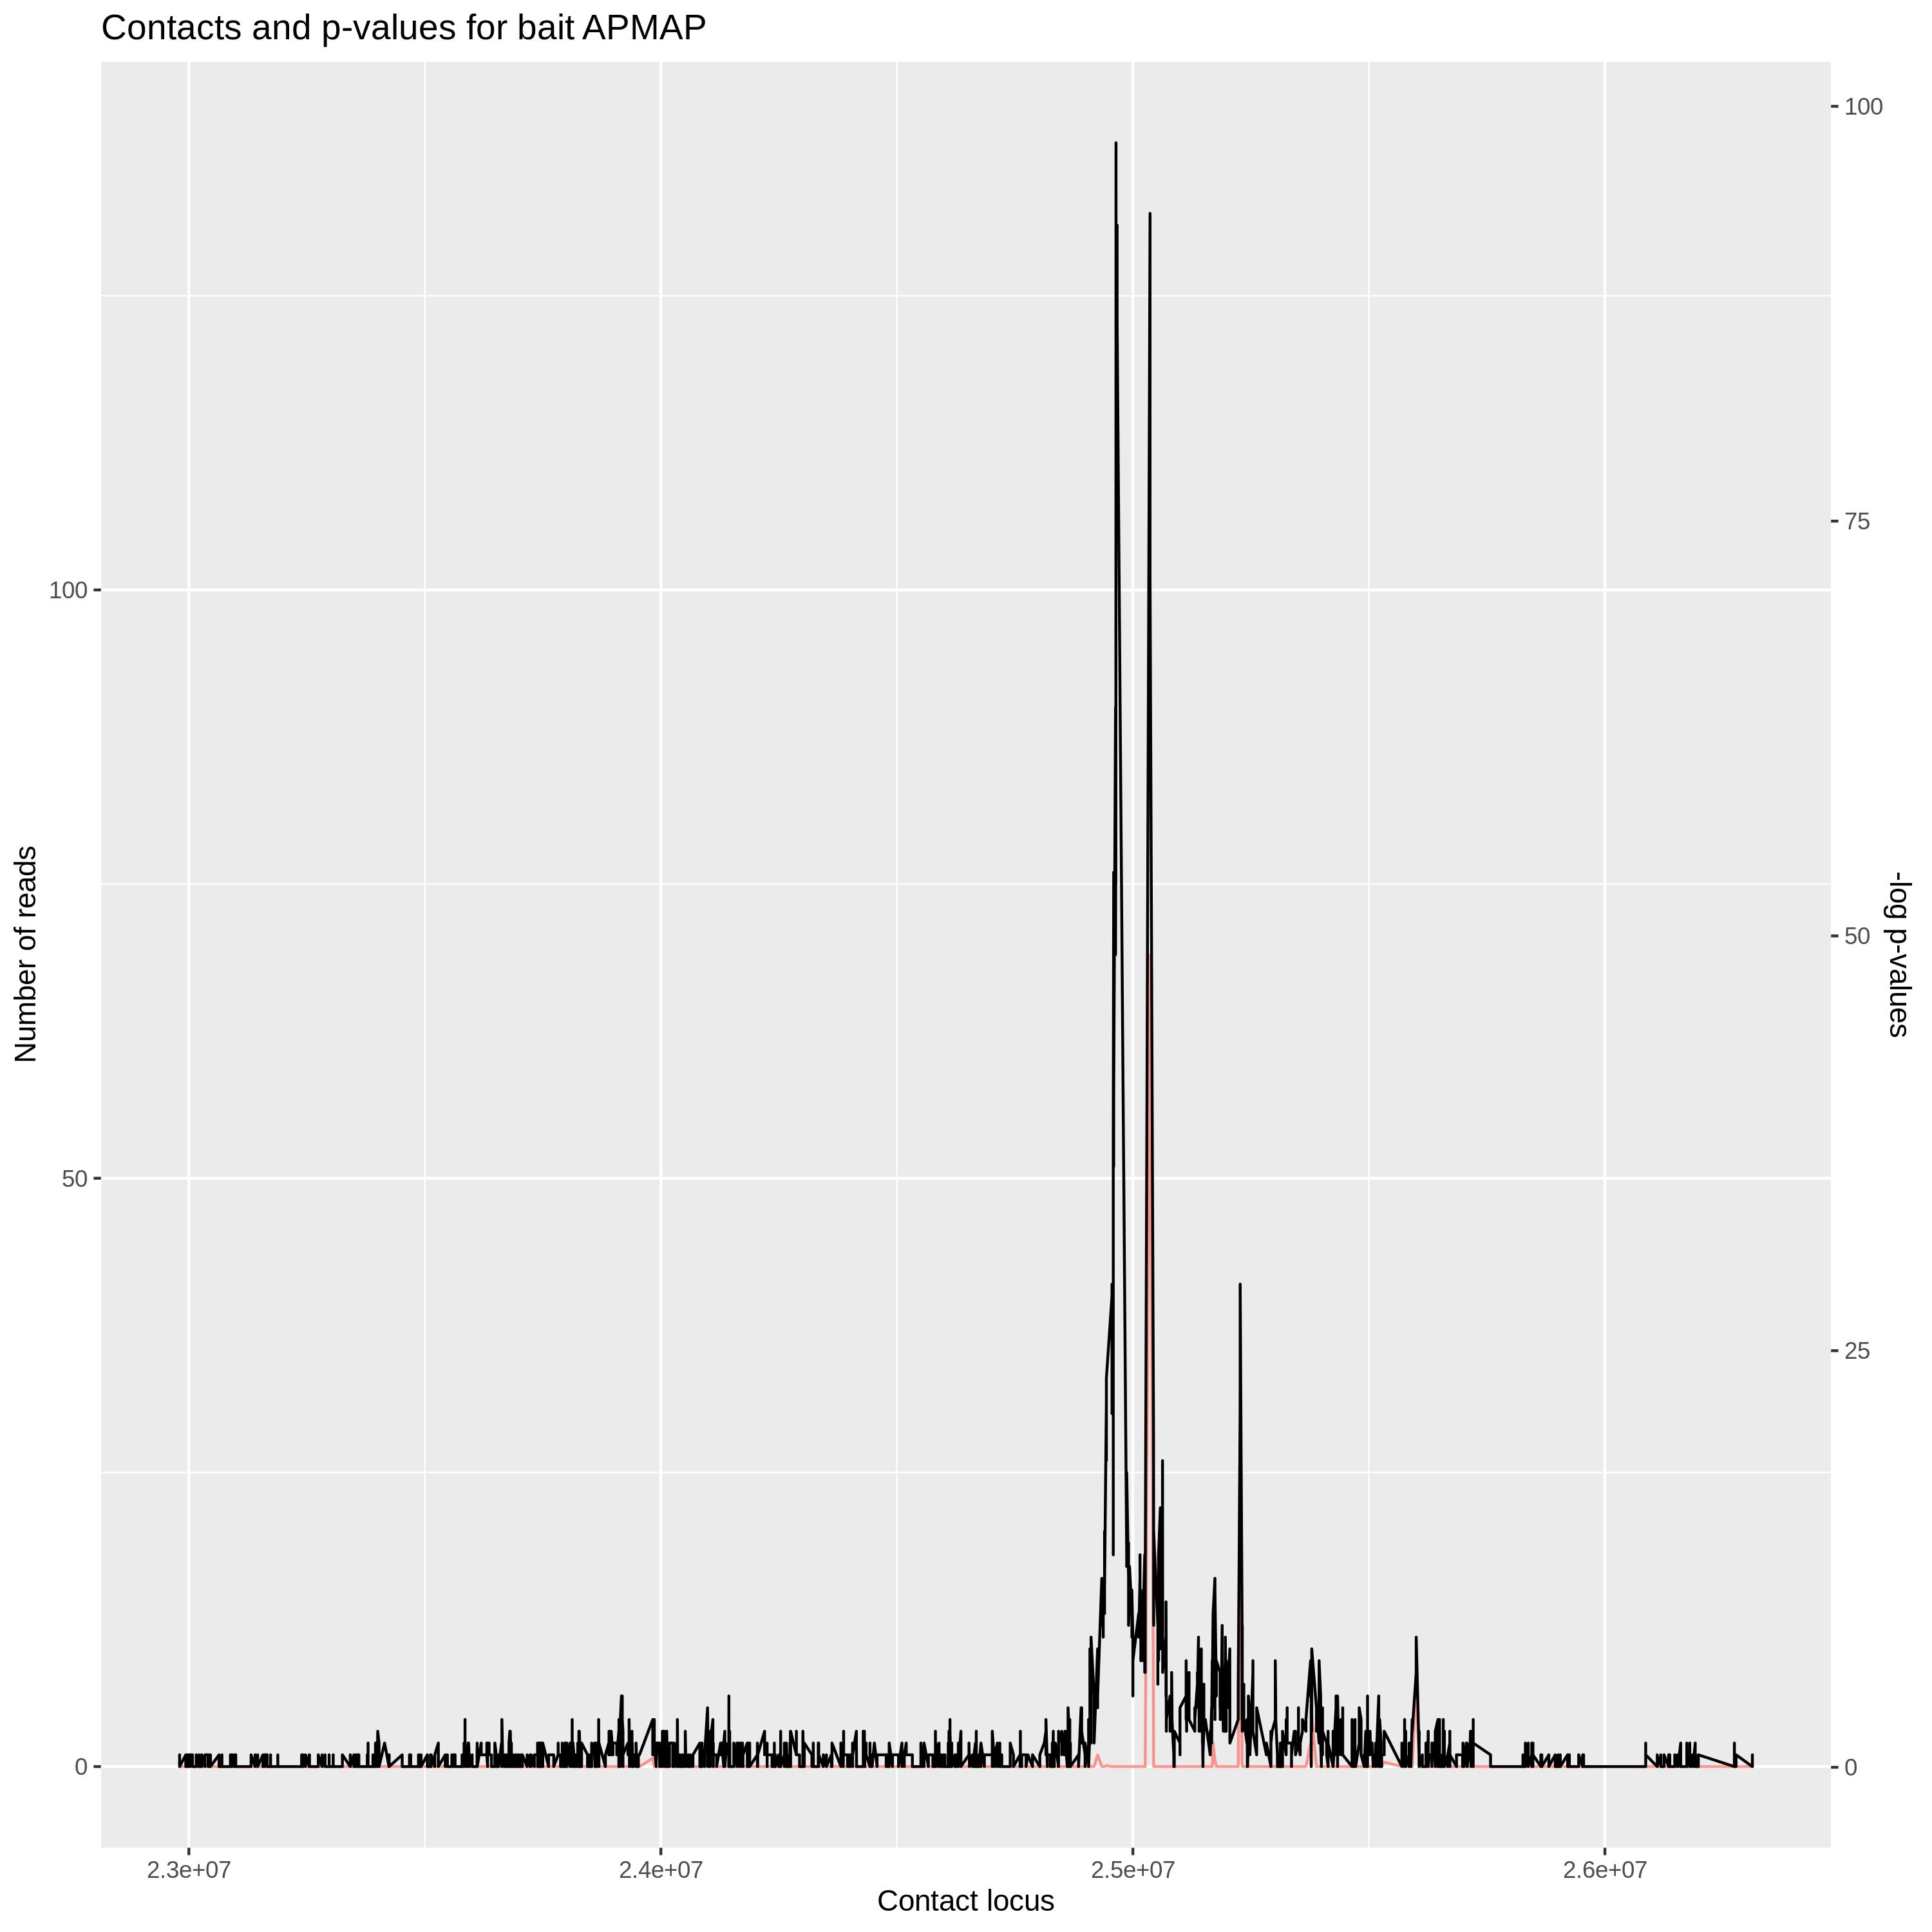 Contacts and p-values for bait APMAP
Number of reads
100
50
0
100
75
50
25
0
-log p-values
2.3e+07
2.4e+07
2.5e+07
2.6e+07
Contact locus